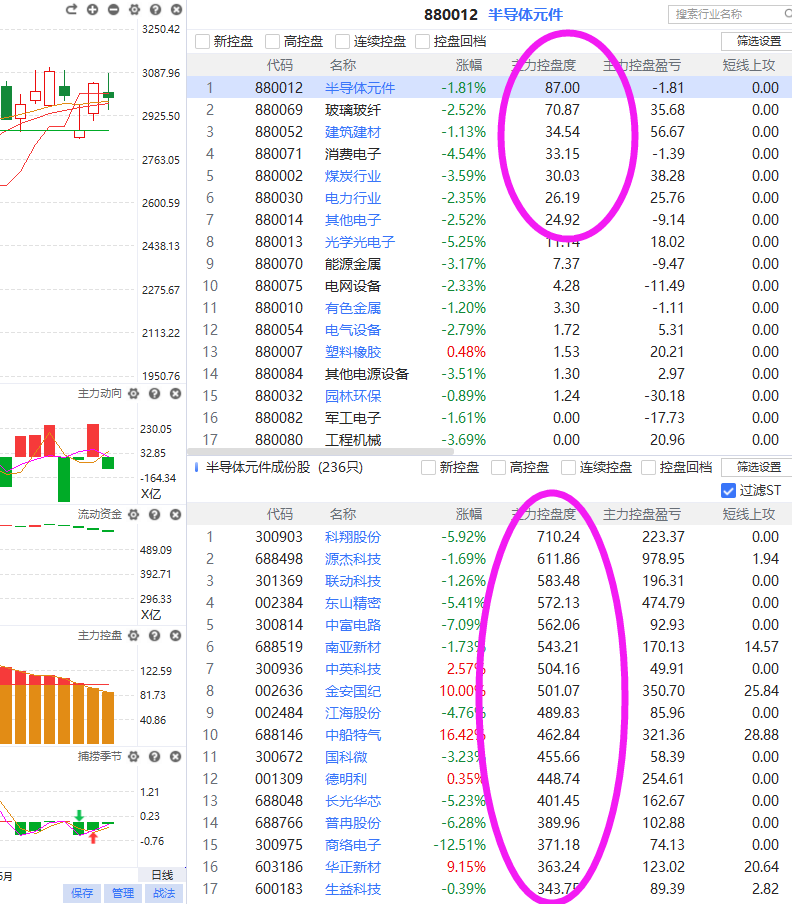 880012 半导体元件 搜索行业名称
新控盘 高控盘 连续控盘 控盘回档 筛选设置
代码 名称 涨幅 主力控盘度 主力控盘盈亏 短线上攻
1 880012 半导体元件 -1.81% 87.00 -1.81 0.00
2 880069 玻璃玻纤 -2.52% 70.87 35.68 0.00
3 880052 建筑建材 -1.13% 34.54 56.67 0.00
4 880071 消费电子 -4.54% 33.15 -1.39 0.00
5 880002 煤炭行业 -3.59% 30.03 38.28 0.00
6 880030 电力行业 -2.35% 26.19 25.76 0.00
7 880014 其他电子 -2.52% 24.92 -9.14 0.00
8 880013 光学光电子 -5.25% 11.14 18.02 0.00
9 880070 能源金属 -3.17% 7.37 -9.47 0.00
10 880075 电网设备 -2.33% 4.28 -11.49 0.00
11 880010 有色金属 -1.20% 3.30 -1.11 0.00
12 880054 电气设备 -2.79% 1.72 5.31 0.00
13 880007 塑料橡胶 0.48% 1.53 20.21 0.00
14 880084 其他电源设备 -3.51% 1.30 2.97 0.00
15 880032 园林环保 -0.89% 1.24 -30.18 0.00
16 880082 军工电子 -1.61% 0.00 -17.73 0.00
17 880080 工程机械 -3.69% 0.00 20.96 0.00
半导体元件成份股 (236只) 新控盘 高控盘 连续控盘 控盘回档 筛选设置
过滤ST
代码 名称 涨幅 主力控盘度 主力控盘盈亏 短线上攻
1 300903 科翔股份 -5.92% 710.24 223.37 0.00
2 688498 源杰科技 -1.69% 611.86 978.95 1.94
3 301369 联动科技 -1.26% 583.48 196.31 0.00
4 002384 东山精密 -5.41% 572.13 474.79 0.00
5 300814 中富电路 -7.09% 562.06 92.93 0.00
6 688519 南亚新材 -1.73% 543.21 170.13 14.57
7 300936 中英科技 2.57% 504.16 49.91 0.00
8 002636 金安国纪 10.00% 501.07 350.70 25.84
9 002484 江海股份 -4.76% 489.83 85.96 0.00
10 688146 中船特气 16.42% 462.84 321.36 28.88
11 300672 国科微 -3.23% 455.66 58.39 0.00
12 001309 德明利 0.35% 448.74 254.61 0.00
13 688048 长光华芯 -5.23% 401.45 162.67 0.00
14 688766 普冉股份 -6.28% 389.96 102.88 0.00
15 300975 商络电子 -12.51% 371.18 74.13 0.00
16 603186 华正新材 9.15% 363.24 123.02 20.64
17 600183 生益科技 -0.39% 343.75 89.39 2.82
3250.42
3087.96
2925.50
2763.05
2600.59
2438.13
2275.67
2113.22
1950.76
主力动向
230.05
32.85
-164.34
X亿
流动资金
489.09
392.71
296.33
X亿
主力控盘
122.59
81.73
40.86
捕捞季节
1.21
0.23
-0.76
月 日线
保存 管理 战法